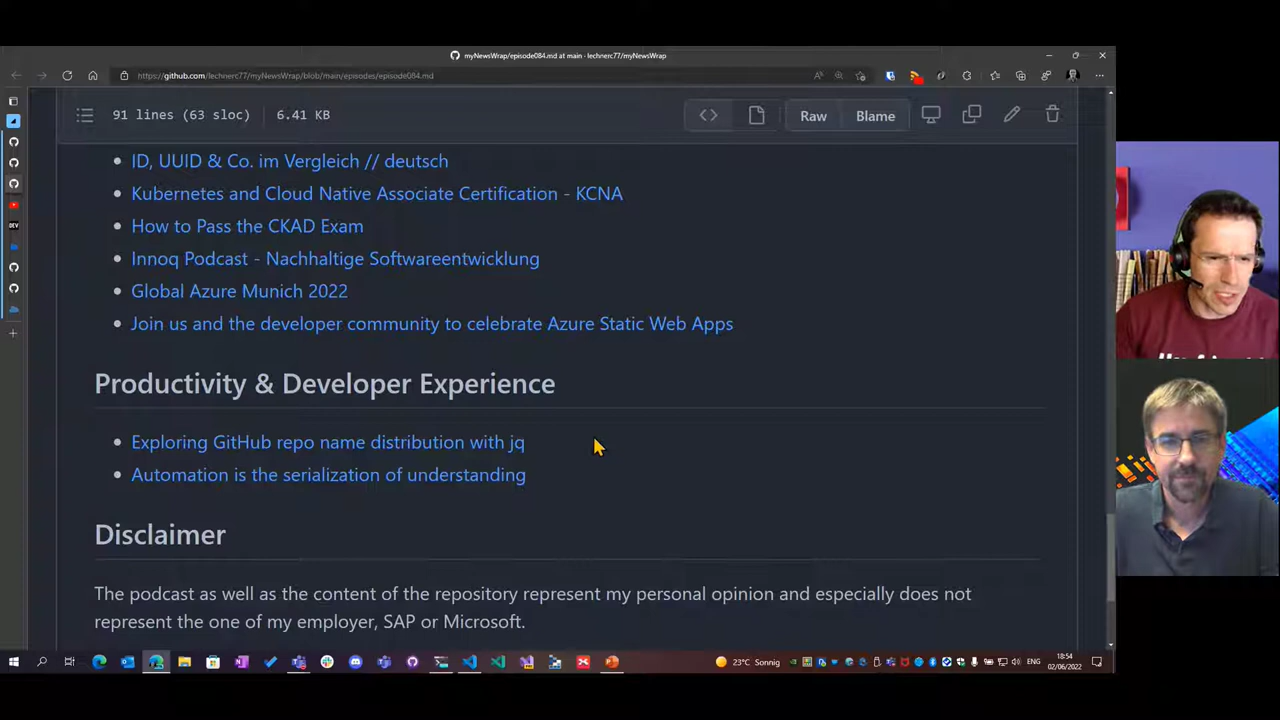 myNewsWrap/episode084.md at main · lechnerc77/myNewsWrap
https://github.com/lechnerc77/myNewsWrap/blob/main/episodes/episode084.md
91 lines (63 sloc) 6.41 KB
Raw Blame
ID, UUID & Co. im Vergleich // deutsch
Kubernetes and Cloud Native Associate Certification - KCNA
How to Pass the CKAD Exam
Innoq Podcast - Nachhaltige Softwareentwicklung
Global Azure Munich 2022
Join us and the developer community to celebrate Azure Static Web Apps
Productivity & Developer Experience
Exploring GitHub repo name distribution with jq
Automation is the serialization of understanding
Disclaimer
The podcast as well as the content of the repository represent my personal opinion and especially does not
represent the one of my employer, SAP or Microsoft.
23°C Sonnig
ENG
18:54
02/06/2022